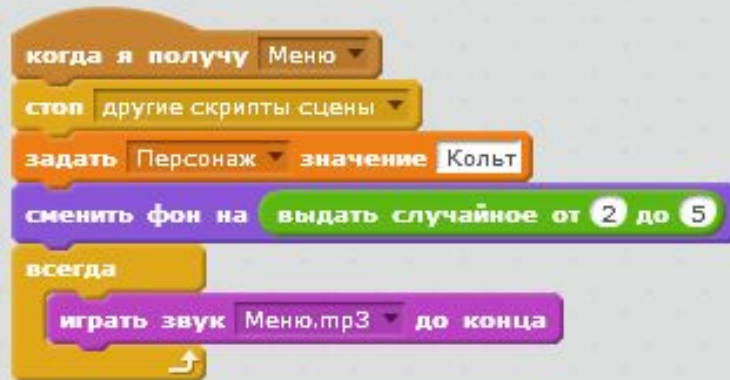 когда я получу Меню
стоп другие скрипты сцены
задать Персонаж значение Кольт
сменить фон на выдать случайное от 2 до 5
всегда
играть звук Меню.mp3 до конца